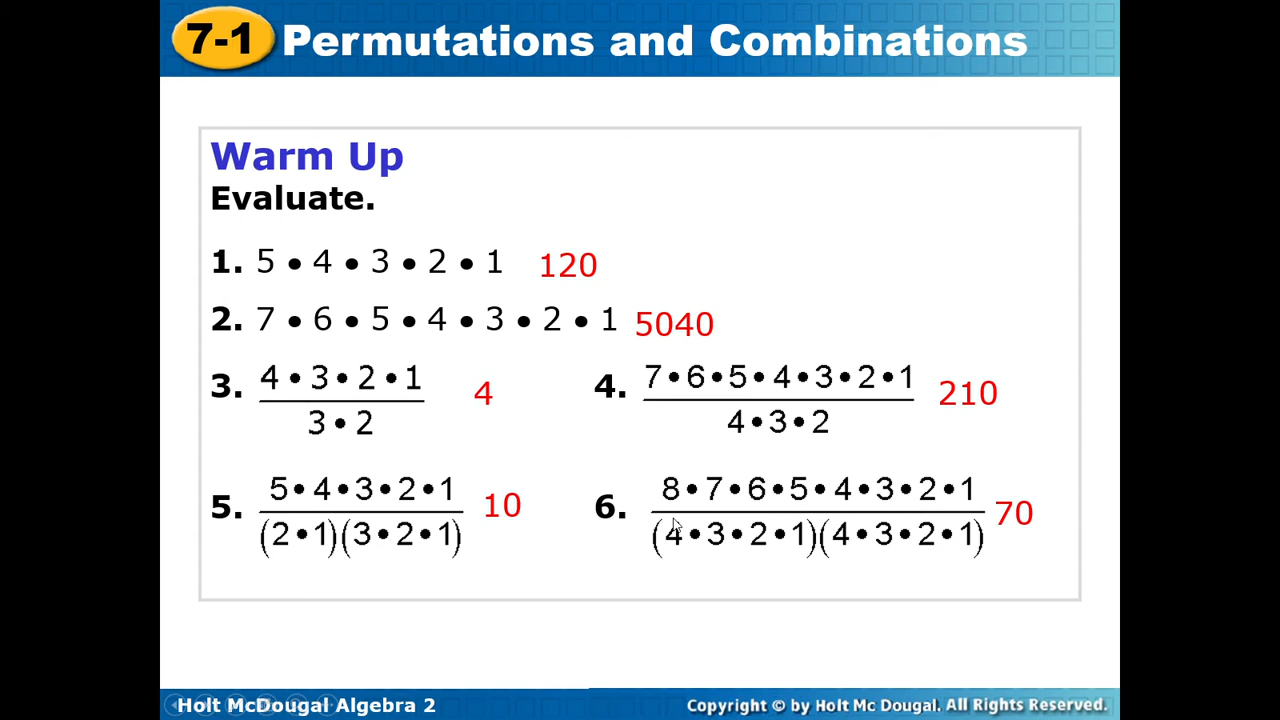 7-1 Permutations and Combinations
Warm Up
Evaluate.
1. 5 • 4 • 3 • 2 • 1 120
2. 7 • 6 • 5 • 4 • 3 • 2 • 1 5040
3. 4 • 3 • 2 • 1 / 3 • 2 4
4. 7 • 6 • 5 • 4 • 3 • 2 • 1 / 4 • 3 • 2 210
5. 5 • 4 • 3 • 2 • 1 / (2 • 1)(3 • 2 • 1) 10
6. 8 • 7 • 6 • 5 • 4 • 3 • 2 • 1 / (4 • 3 • 2 • 1)(4 • 3 • 2 • 1) 70
Holt McDougal Algebra 2
Copyright © by Holt Mc Dougal. All Rights Reserved.